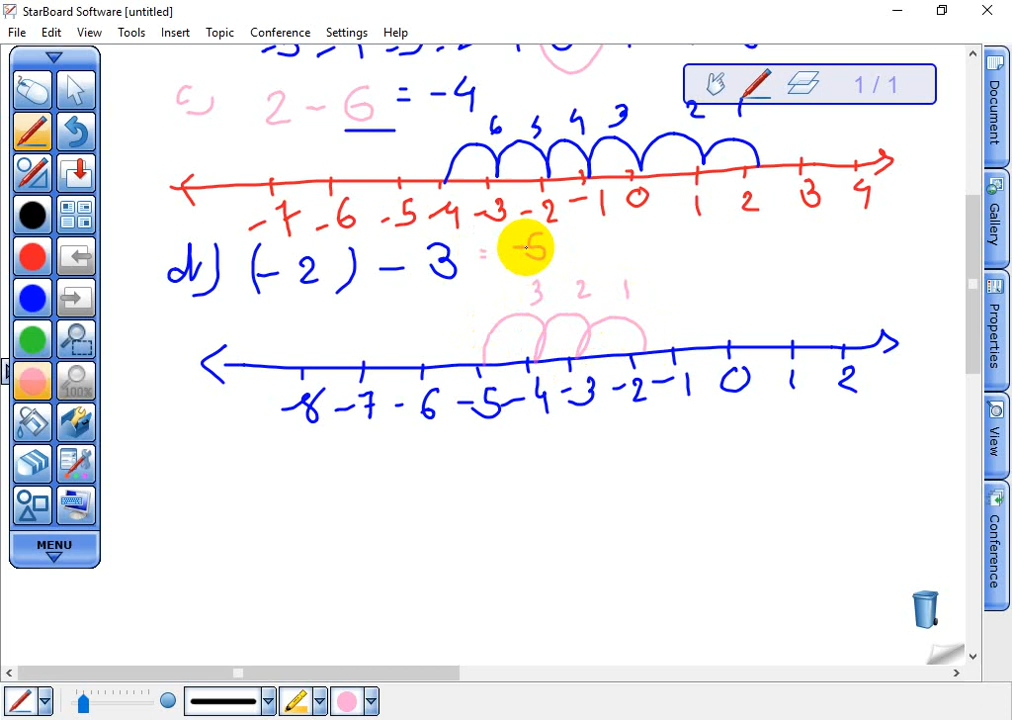 StarBoard Software [untitled]
File Edit View Tools Insert Topic Conference Settings Help
1 / 1
c) 2 - 6 = -4
6 5 4 3 2 1
-7 -6 -5 -4 -3 -2 -1 0 1 2 3 4
d) (-2) - 3 = -5
3 2 1
-8 -7 -6 -5 -4 -3 -2 -1 0 1 2
100%
MENU
Document
Gallery
Properties
View
Conference